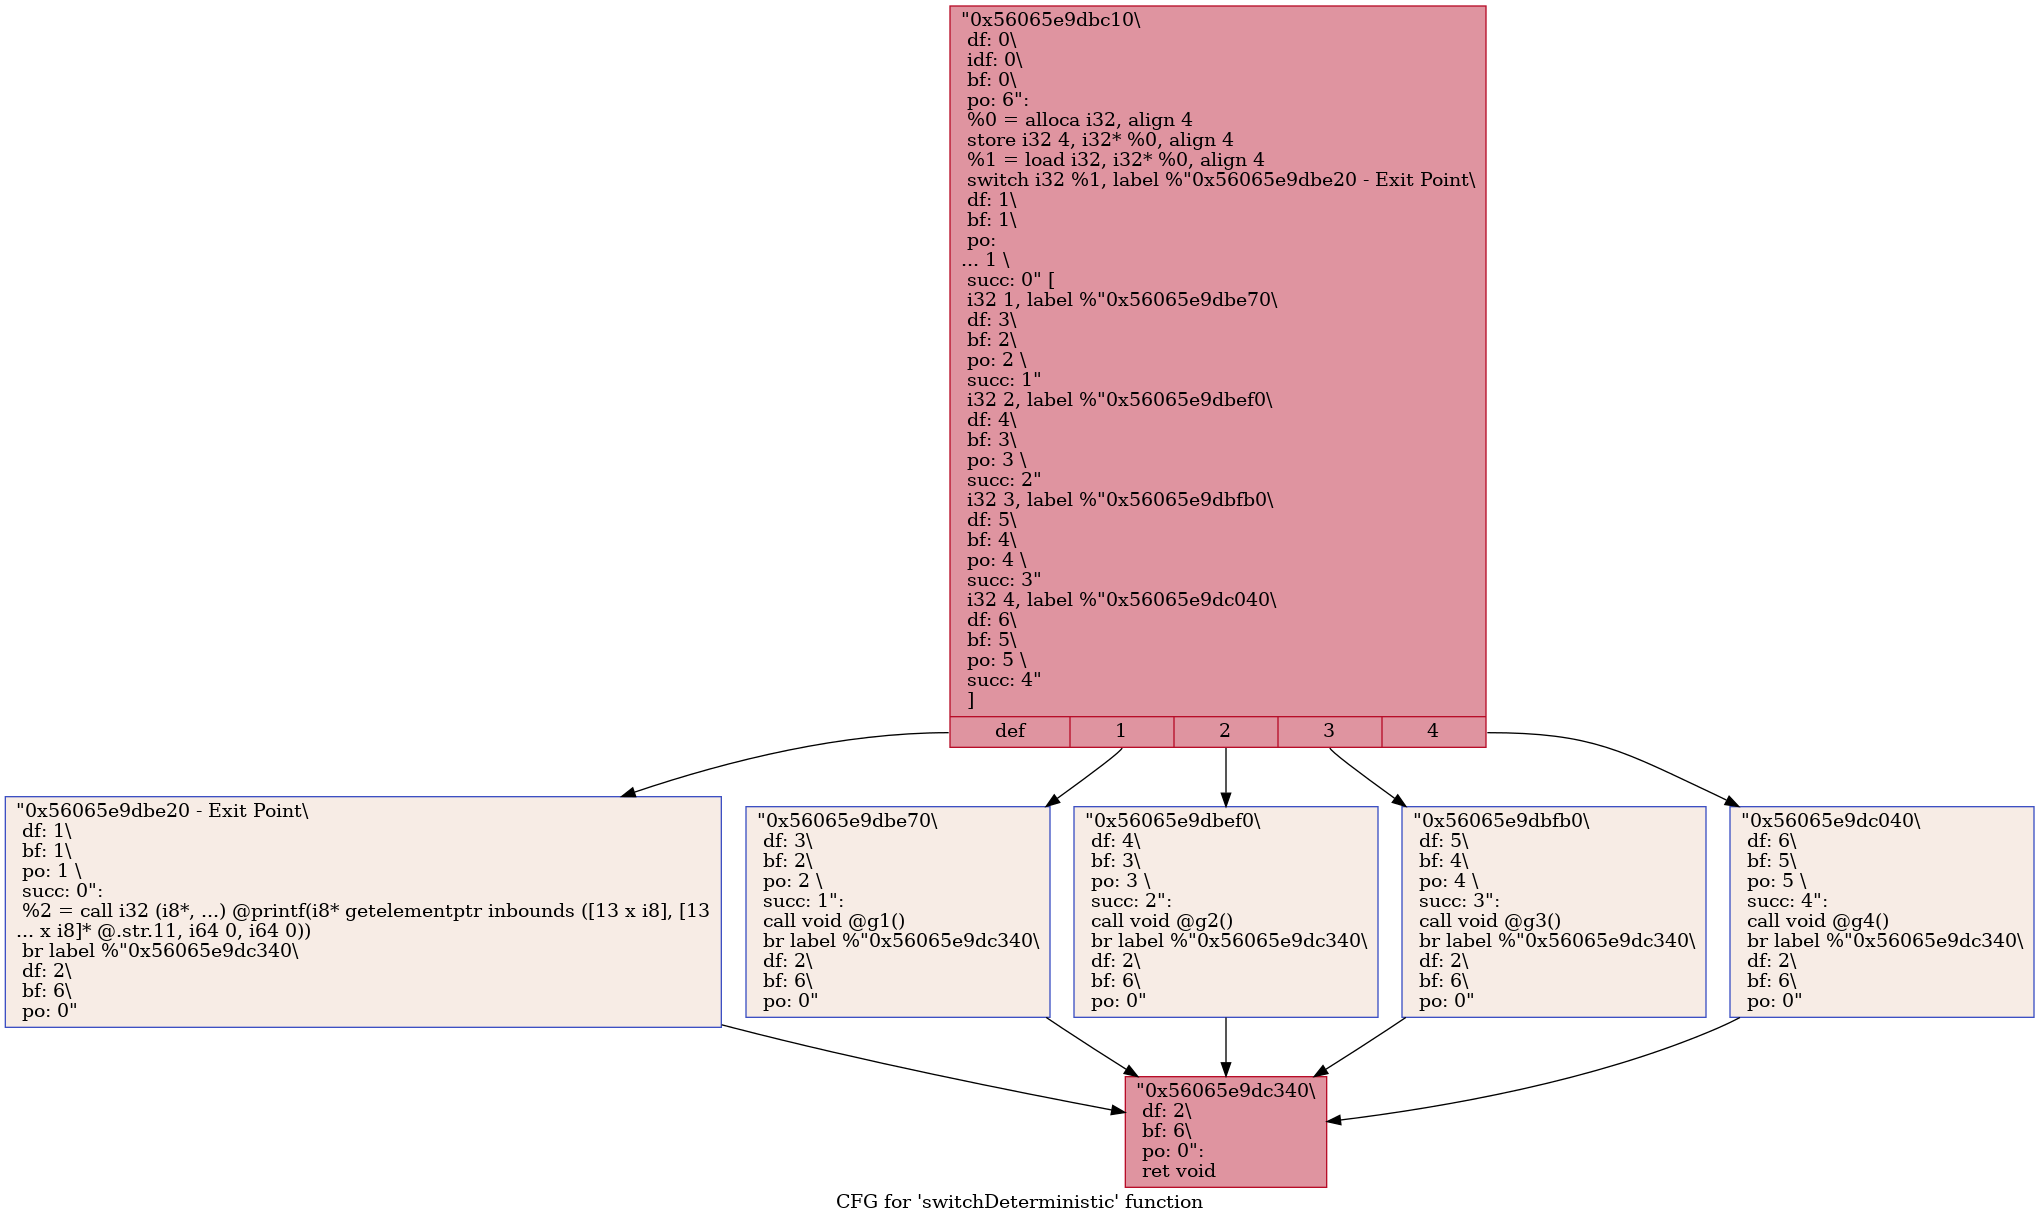 "0x56065e9dbc10\
df: 0\
idf: 0\
bf: 0\
po: 6":
%0 = alloca i32, align 4
store i32 4, i32* %0, align 4
%1 = load i32, i32* %0, align 4
switch i32 %1, label %"0x56065e9dbe20 - Exit Point\
df: 1\
bf: 1\
po:
... 1 \
succ: 0" [
i32 1, label %"0x56065e9dbe70\
df: 3\
bf: 2\
po: 2 \
succ: 1"
i32 2, label %"0x56065e9dbef0\
df: 4\
bf: 3\
po: 3 \
succ: 2"
i32 3, label %"0x56065e9dbfb0\
df: 5\
bf: 4\
po: 4 \
succ: 3"
i32 4, label %"0x56065e9dc040\
df: 6\
bf: 5\
po: 5 \
succ: 4"
]
def 1 2 3 4
"0x56065e9dbe20 - Exit Point\
df: 1\
bf: 1\
po: 1 \
succ: 0":
%2 = call i32 (i8*, ...) @printf(i8* getelementptr inbounds ([13 x i8], [13
... x i8]* @.str.11, i64 0, i64 0))
br label %"0x56065e9dc340\
df: 2\
bf: 6\
po: 0"
"0x56065e9dbe70\
df: 3\
bf: 2\
po: 2 \
succ: 1":
call void @g1()
br label %"0x56065e9dc340\
df: 2\
bf: 6\
po: 0"
"0x56065e9dbef0\
df: 4\
bf: 3\
po: 3 \
succ: 2":
call void @g2()
br label %"0x56065e9dc340\
df: 2\
bf: 6\
po: 0"
"0x56065e9dbfb0\
df: 5\
bf: 4\
po: 4 \
succ: 3":
call void @g3()
br label %"0x56065e9dc340\
df: 2\
bf: 6\
po: 0"
"0x56065e9dc040\
df: 6\
bf: 5\
po: 5 \
succ: 4":
call void @g4()
br label %"0x56065e9dc340\
df: 2\
bf: 6\
po: 0"
"0x56065e9dc340\
df: 2\
bf: 6\
po: 0":
ret void
CFG for 'switchDeterministic' function